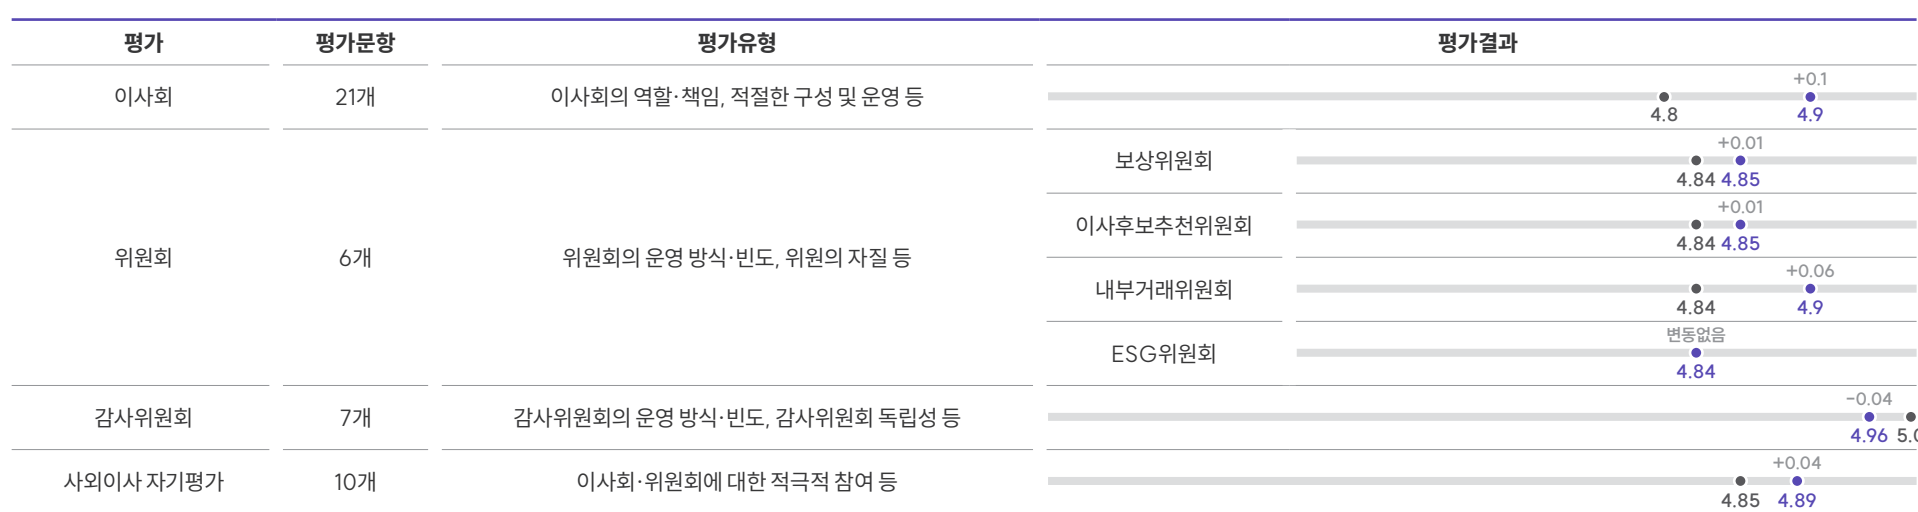 평가 평가문항 평가유형 평가결과
+0.1
이사회 21개 이사회의 역할·책임, 적절한 구성 및 운영 등
4.8 4.9
+0.01
보상위원회
4.84 4.85
+0.01
이사후보추천위원회
4.84 4.85
위원회 6개 위원회의 운영 방식·빈도, 위원의 자질 등
+0.06
내부거래위원회
4.84 4.9
변동없음
ESG위원회
4.84
-0.04
감사위원회 7개 감사위원회의 운영 방식·빈도, 감사위원회 독립성 등
4.96
+0.04
사외이사 자기평가 10개 이사회·위원회에 대한 적극적 참여 등
4.85 4.89